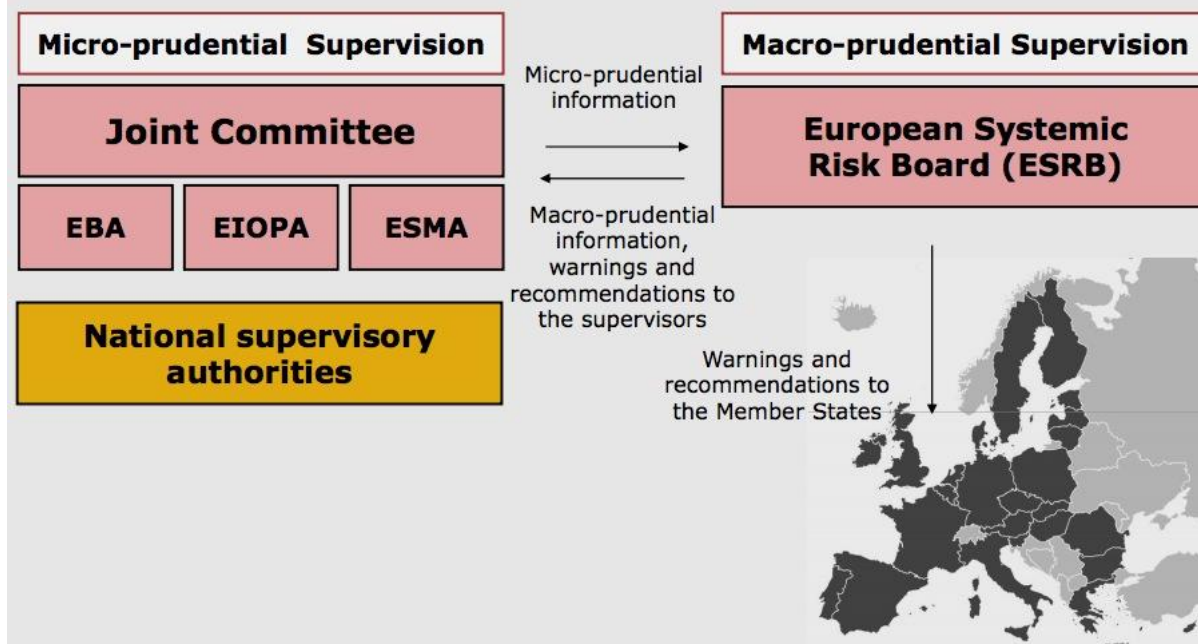 Micro-prudential Supervision
Joint Committee
EBA
EIOPA
ESMA
National supervisory
authorities
Micro-prudential
information
Macro-prudential
information,
warnings and
recommendations to
the supervisors
Macro-prudential Supervision
European Systemic
Risk Board (ESRB)
Warnings and
recommendations to
the Member States